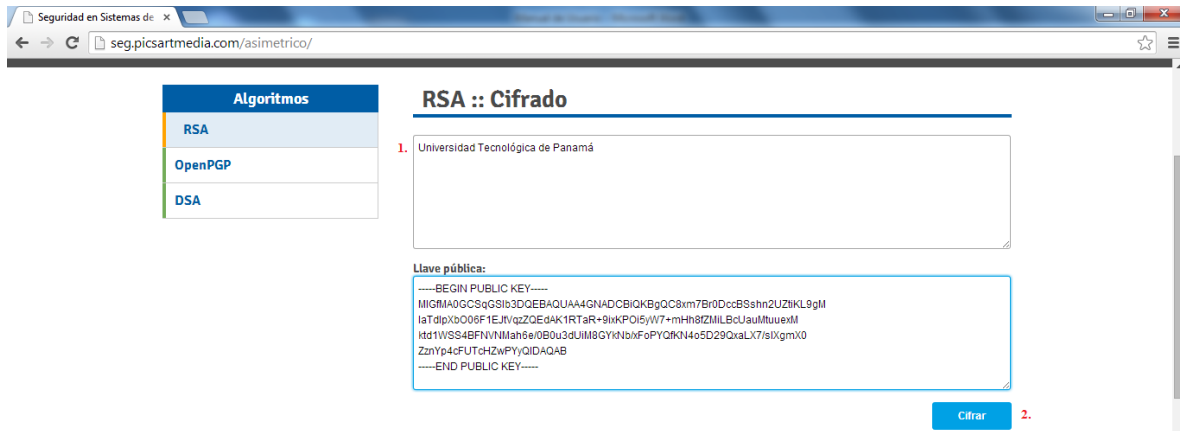 Seguridad en Sistemas de
seg.picsartmedia.com/asimetrico/
Algoritmos
RSA
OpenPGP
DSA
RSA :: Cifrado
1. Universidad Tecnológica de Panamá
Llave pública:
-----BEGIN PUBLIC KEY-----
MIGfMA0GCSqGSIb3DQEBAQUAA4GNADCBiQKBgQC8xm7Br0DccBSshn2UZtiKL9gM
IaTdIpXbO06F1EJtVqzZQEdAK1RTaR+9ixKPOi5yW7+mHh8fZMiLBcUauMtuuexM
ktd1WSS4BFNVNMah6e/0B0u3dUiM8GYkNb/xFoPYQfKN4o5D29QxaLX7/sIXgmX0
ZznYp4cFUTcHZwPYyQIDAQAB
-----END PUBLIC KEY-----
Cifrar 2.